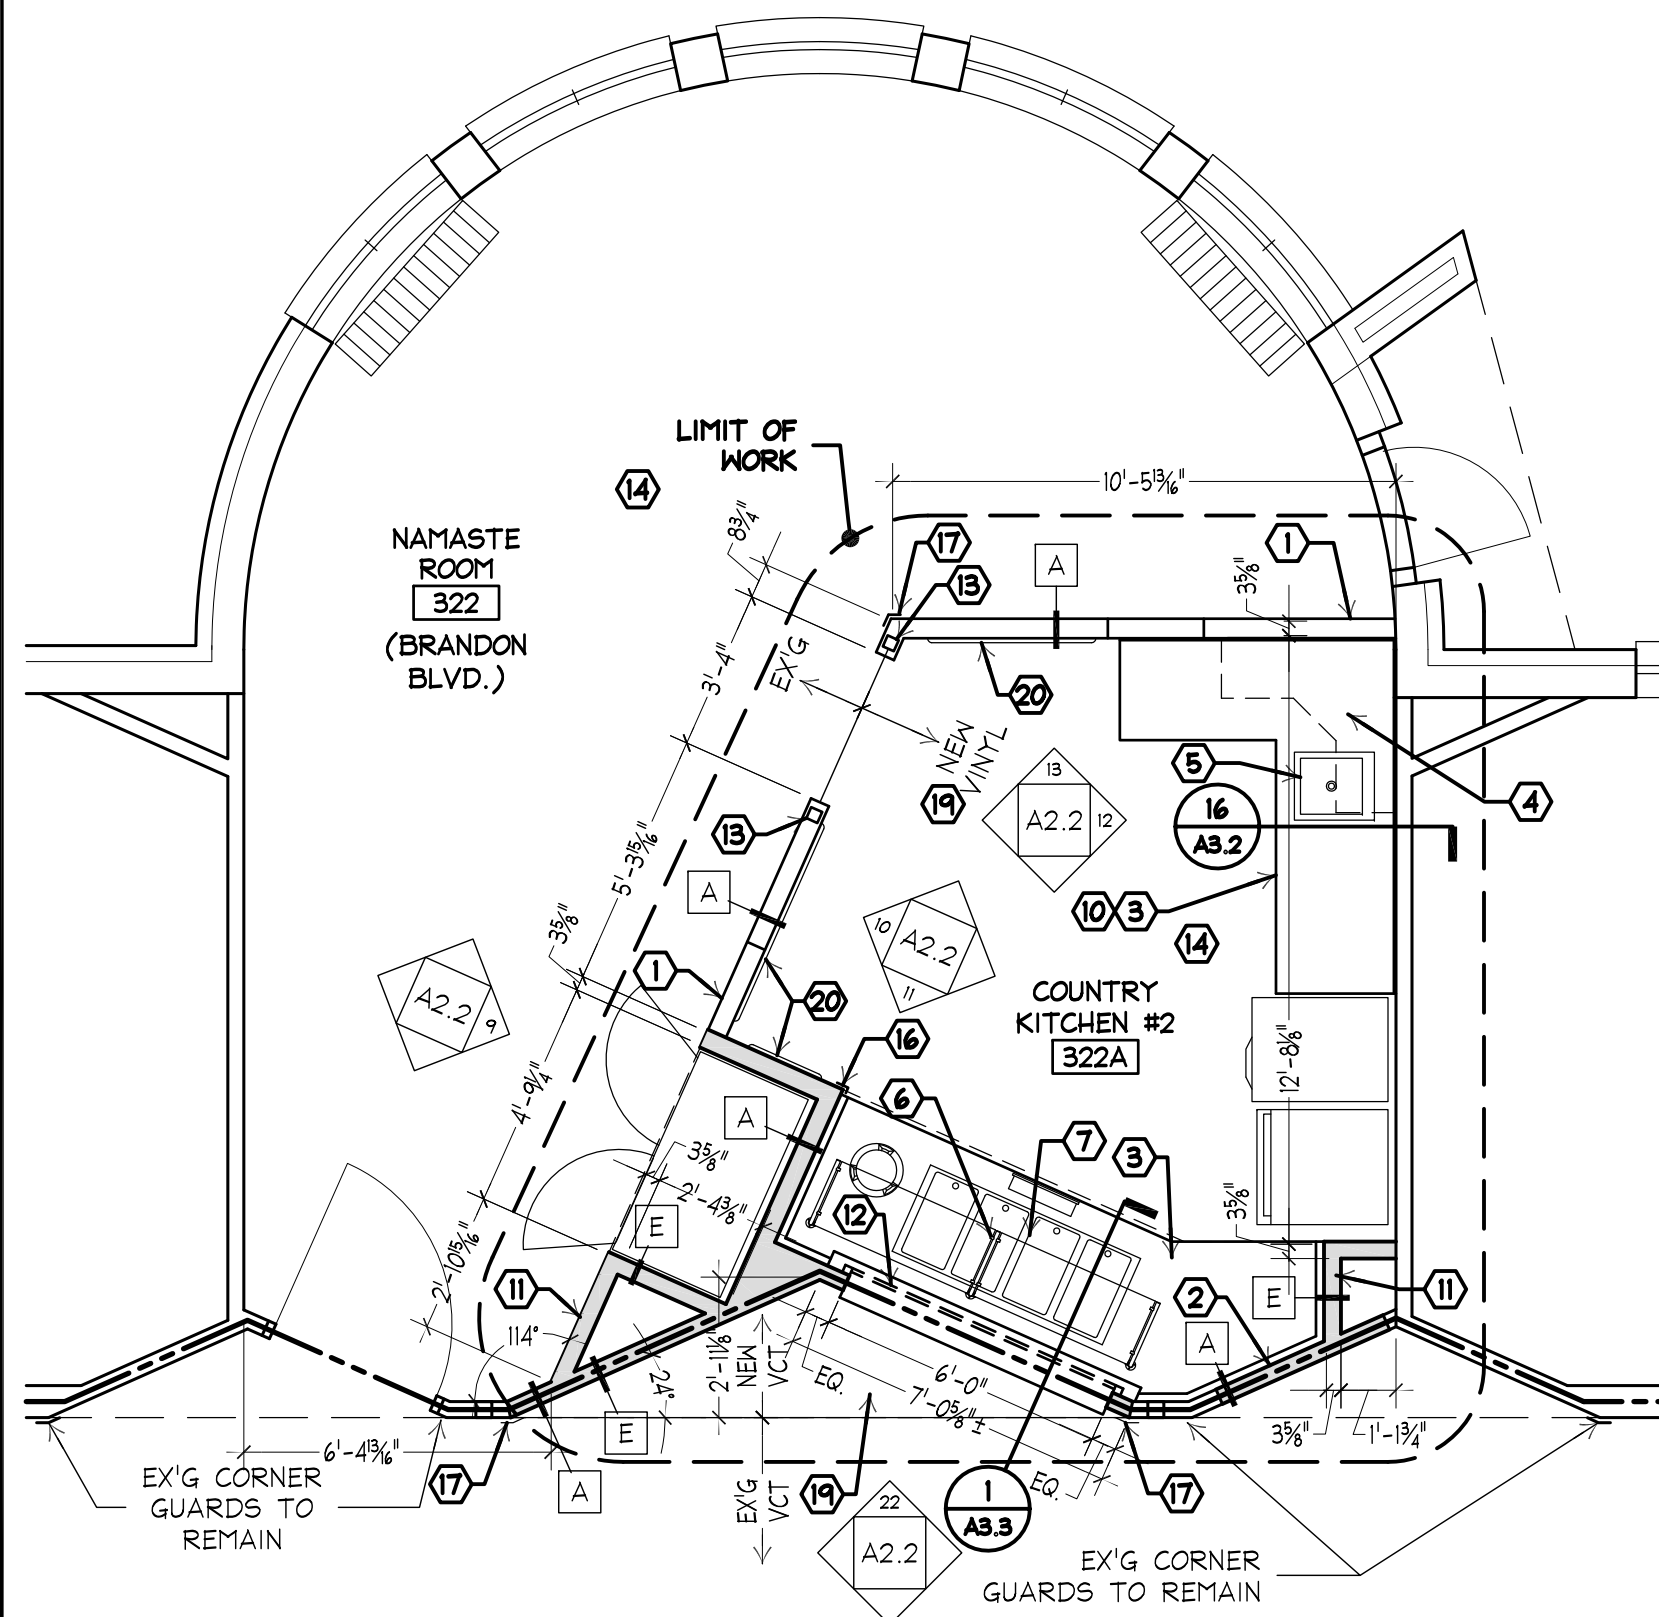 LIMIT OF
WORK
14
10'-5 13/16"
8 3/4"
NAMASTE
ROOM
322
(BRANDON
BLVD.)
17
13
A
1
3 5/8"
3'-4"
EX'G
20
NEW
VINYL
19
13
A2.2
12
5
16
A3.2
4
13
5'-3 15/16"
A
10
3
14
3 5/8"
1
10
A2.2
11
A2.2
9
20
COUNTRY
KITCHEN #2
322A
16
12'-8 1/8"
4'-9 1/4"
6
A
7
3
3 5/8"
2'-4 3/8"
12
E
3 5/8"
2'-10 15/16"
11
E
11
2
A
114°
24°
2'-11 1/8"
NEW
VCT
EQ.
6'-0"
7'-0 5/8"±
EQ.
3 5/8"
1'-1 3/4"
E
6'-4 13/16"
EX'G CORNER
GUARDS TO
REMAIN
17
A
EX'G
VCT
19
22
A2.2
1
A3.3
17
EX'G CORNER
GUARDS TO REMAIN